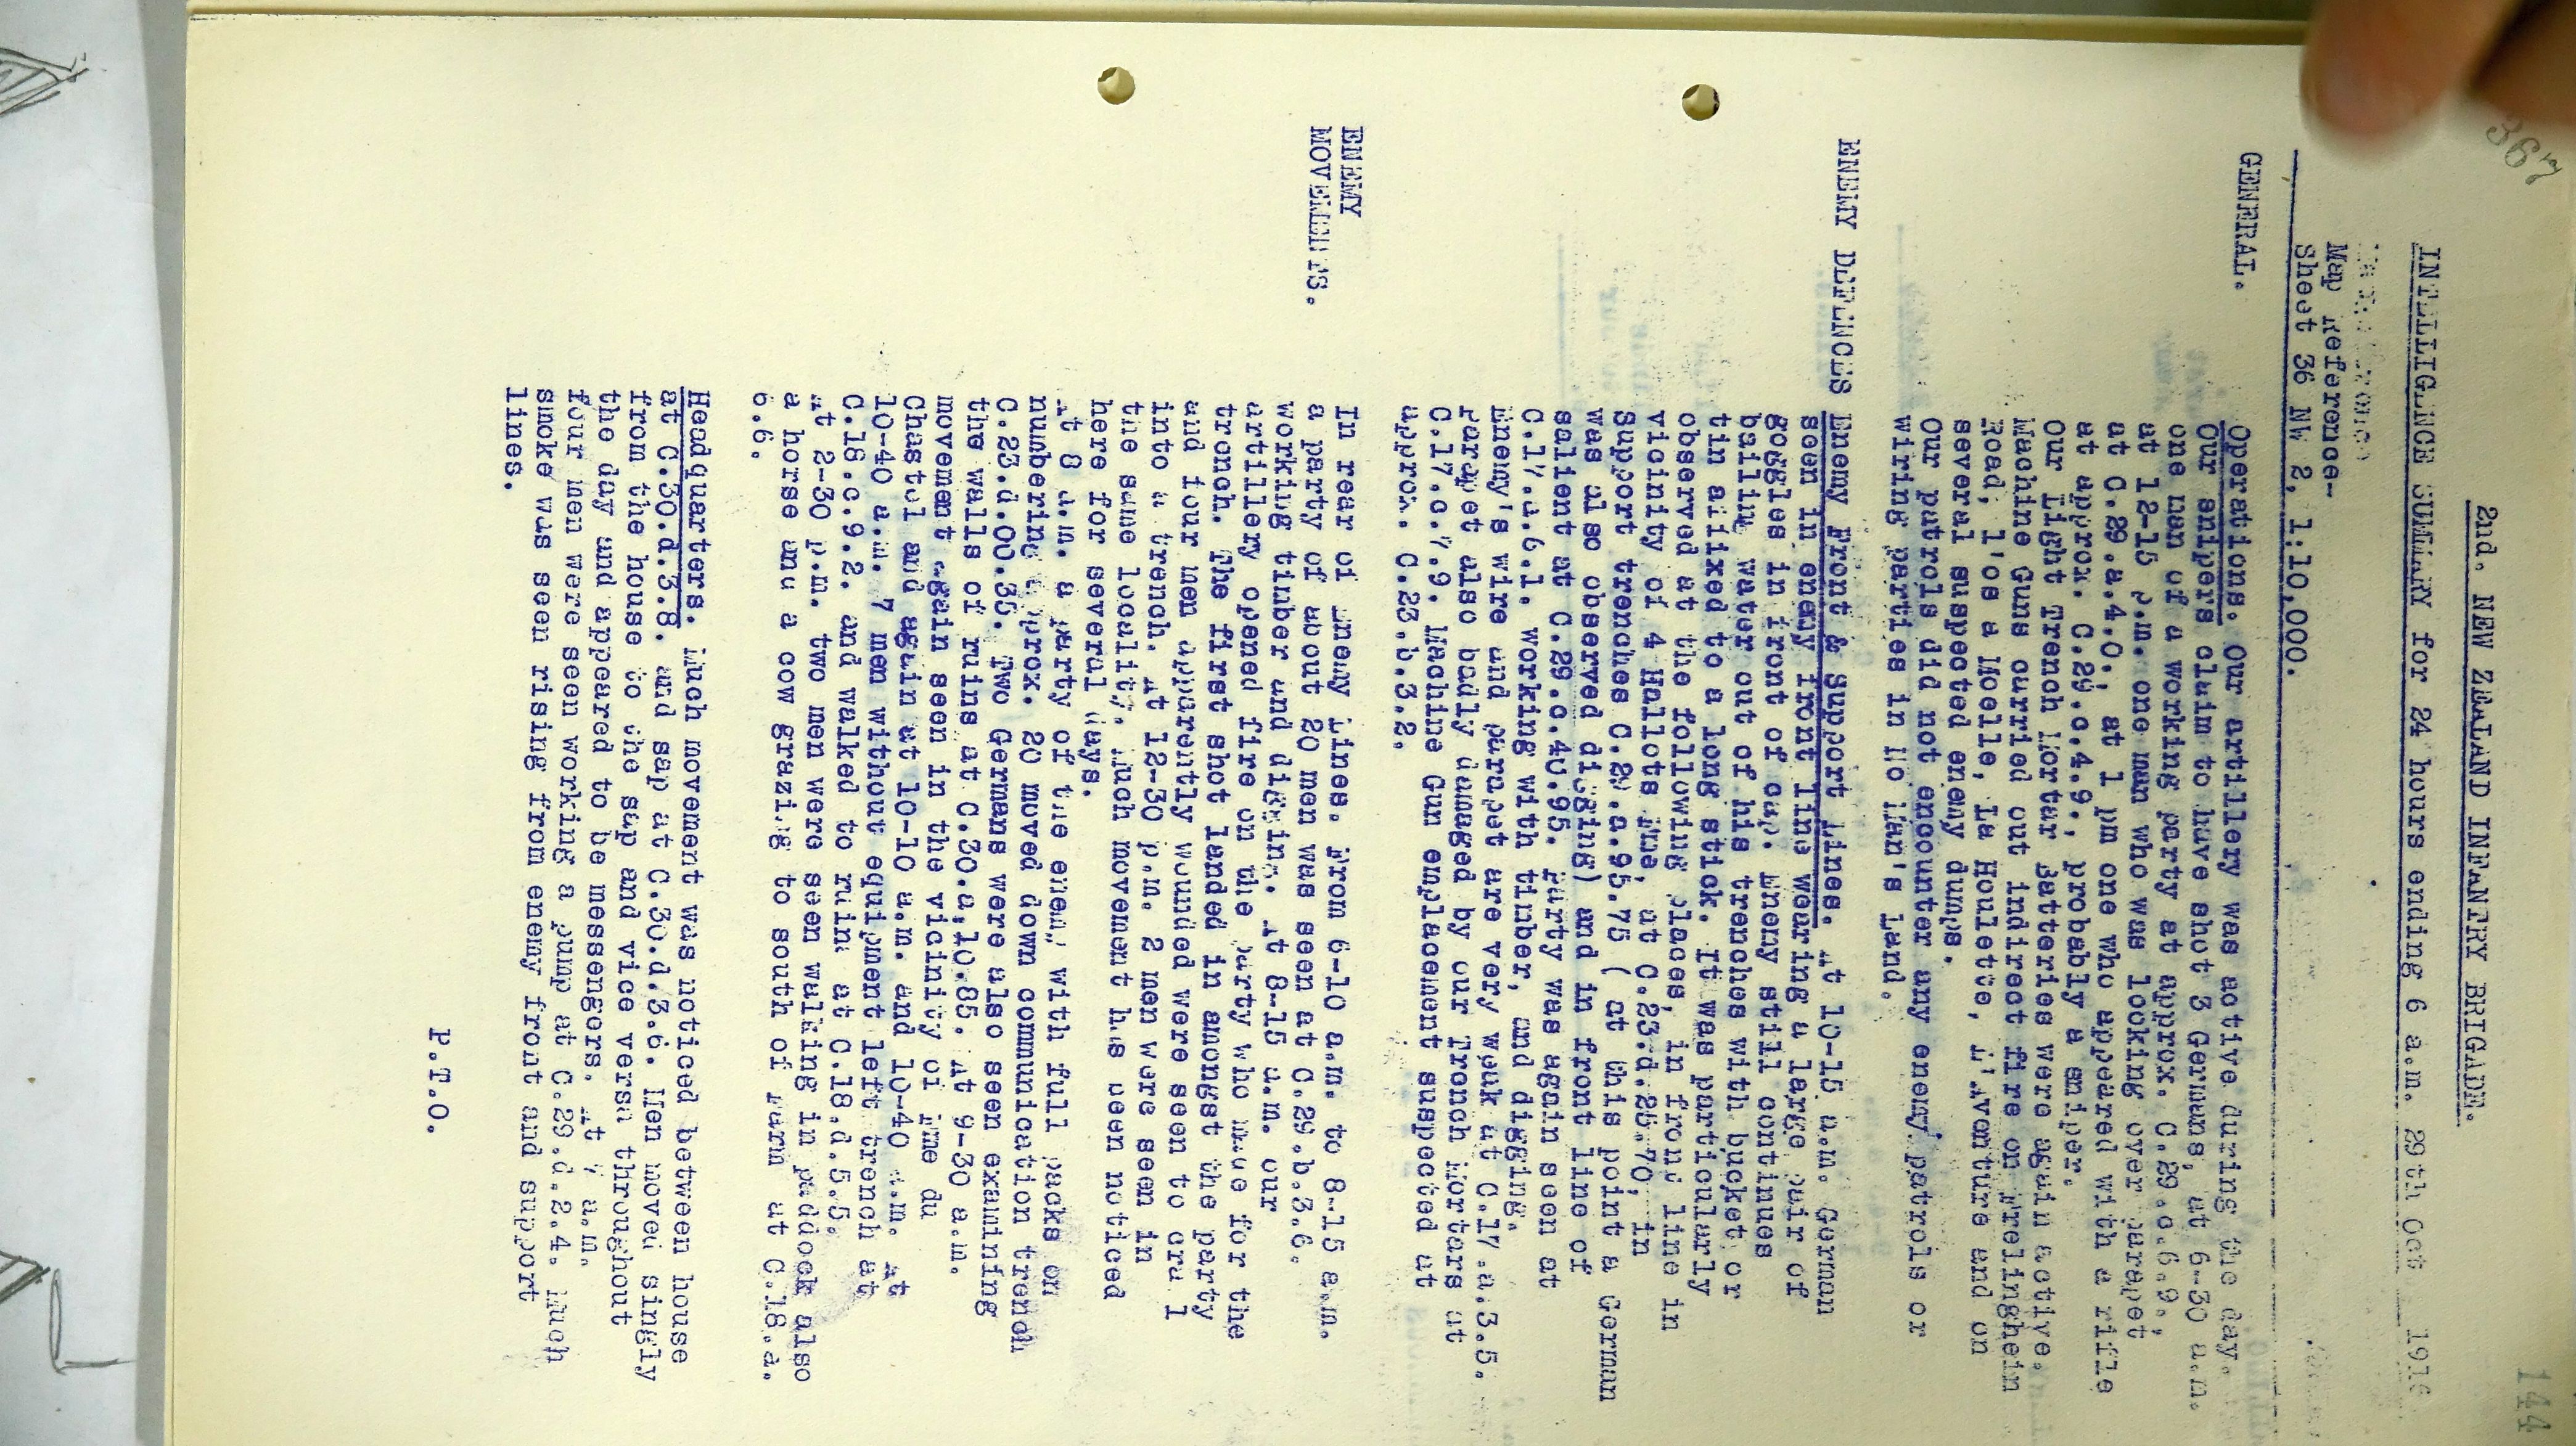 367
144
2nd. NEW ZEALAND INFANTRY BRIGADE.
INTELLIGENCE SUMMARY for 24 hours ending 6 a.m. 29th Oct 1916
Map Reference-
Sheet 36 NW 2, 1:10,000.
GENERAL. Operations. Our artillery was active during the day.
Our snipers claim to have shot 3 Germans, at 6-30 a.m.
one man of a working party at approx. C.29.c.6.9.,
at 12-15 p.m. one man who was looking over parapet
at C.29.a.4.0., at 1 pm one who appeared with a rifle
at approx. C.29.c.4.9., probably a sniper.
Our Light Trench Mortar Batteries were again active.
Machine Guns carried out indirect fire on Frelinghein
Road, l'os a Moelle, La Houlette, and on
several suspected enemy dumps.
Our patrols did not encounter any enemy patrols or
wiring parties in No Man's Land.
ENEMY DEFENCES Enemy Front & Support Lines. At 10-15 a.m. German
seen in enemy front line wearing a large pair of
goggles in front of cap. Enemy still continues
bailing water out of his trenches with bucket or
tin affixed to a long stick. It was particularly
observed at the following places, in front line in
vicinity of 4 Hallots Fme, at C.23.d.25.70, in
Support trenches C.29.a.95.75 ( at this point a German
was also observed digging) and in front line of
salient at C.29.c.40.95. Party was again seen at
C.17.d.6.1. working with timber, and digging.
Enemy's wire and parapet are very weak at C.17.a.3.5.
Parapet also badly damaged by our Trench Mortars at
C.17.c.7.9. Machine Gun emplacement suspected at
approx. C.23.b.3.2.
ENEMY
MOVEMENTS.
In rear of Enemy Lines. From 6-10 a.m. to 8-15 a.m.
a party of about 20 men was seen at C.29.b.3.6.
working timber and digging. At 8-15 a.m. our
artillery opened fire on the party who made for the
trench. The first shot landed in amongst the party
and four men apparently wounded were seen to crawl
into a trench. At 12-30 p.m. 2 men were seen in
the same locality. Much movement has been noticed
here for several days.
At 8 a.m. a party of the enemy with full packs on
numbering approx. 20 moved down communication trench
C.23.d.00.35. Two Germans were also seen examining
the walls of ruins at C.30.a.10.85. At 9-30 a.m.
movement again seen in the vicinity of Fme du
Chastel and again at 10-10 a.m. and 10-40 a.m. At
10-40 a.m. 7 men without equipment left trench at
C.18.c.9.2. and walked to ruins at C.18.d.5.5.
At 2-30 p.m. two men were seen walking in paddock also
a horse and a cow grazing to south of Farm at C.18.a.
6.6.
Headquarters. Much movement was noticed between house
at C.30.d.3.8. and sap at C.30.d.3.6. Men moved singly
from the house to the sap and vice versa throughout
the day and appeared to be messengers. At 7 a.m.
four men were seen working a pump at C.29.d.2.4. Much
smoke was seen rising from enemy front and support
lines.
P.T.O.